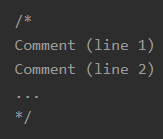 /*
Comment (line 1)
Comment (line 2)
...
*/